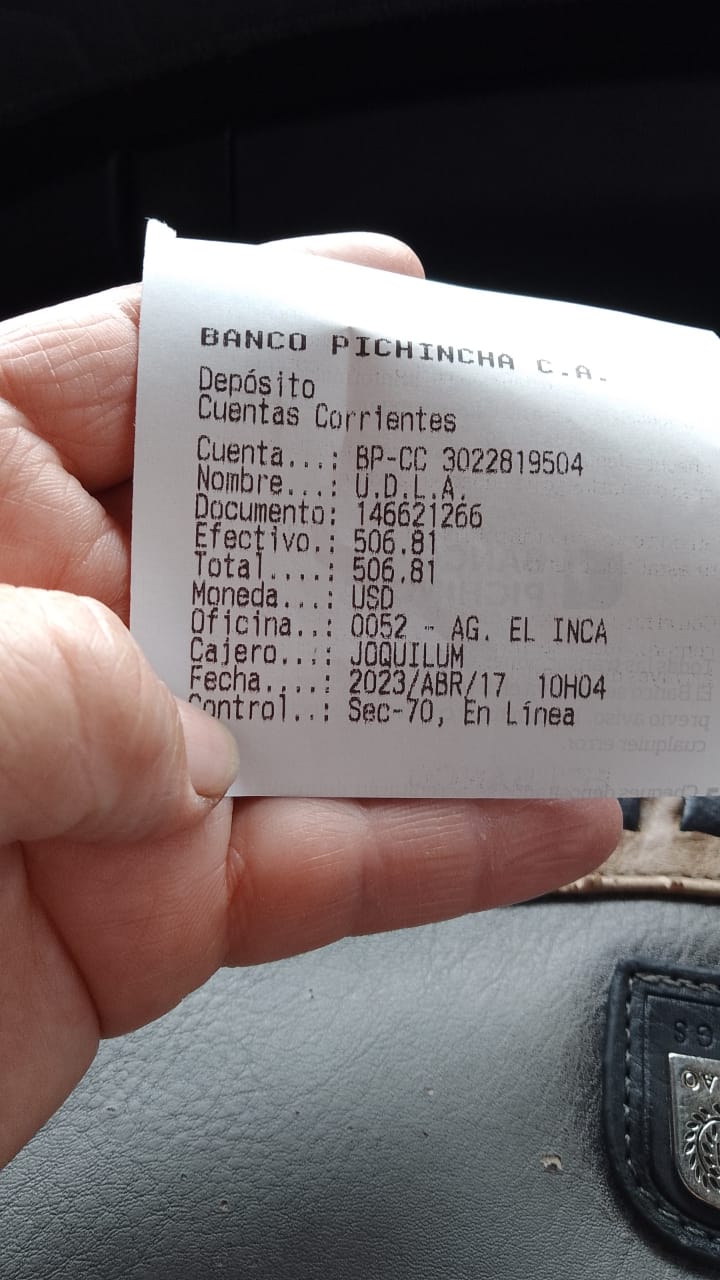 BANCO PICHINCHA C.A.
Depósito
Cuentas Corrientes
Cuenta...: BP-CC 3022819504
Nombre...: U.D.L.A.
Documento: 146621266
Efectivo.: 506.81
Total....: 506.81
Moneda...: USD
Oficina..: 0052 - AG. EL INCA
Cajero...: JOQUILUM
Fecha....: 2023/ABR/17 10H04
Control..: Sec-70, En Línea